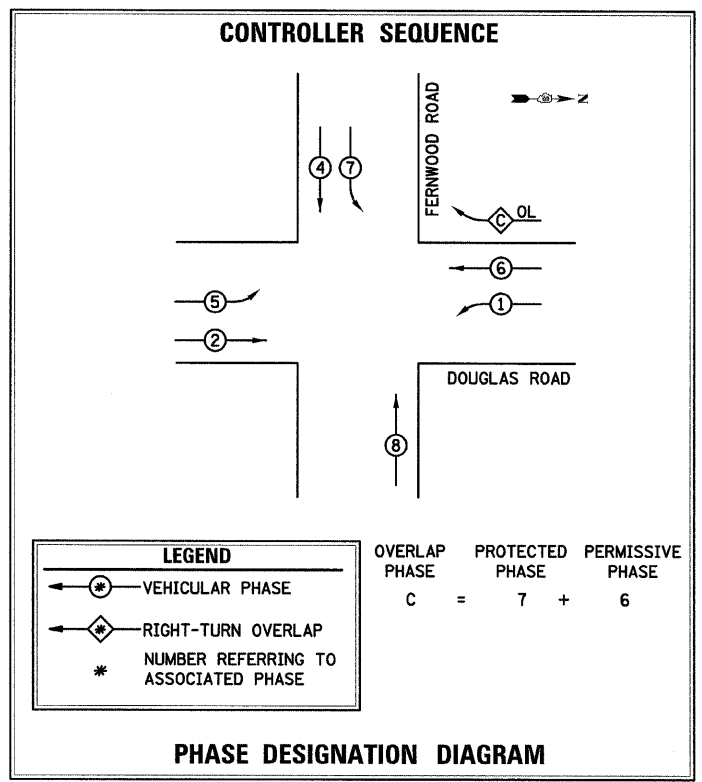 CONTROLLER SEQUENCE
FERNWOOD ROAD
N
4 7
C OL
6
5
1
2
DOUGLAS ROAD
8
LEGEND
* VEHICULAR PHASE
* RIGHT-TURN OVERLAP
* NUMBER REFERRING TO
ASSOCIATED PHASE
OVERLAP PROTECTED PERMISSIVE
PHASE PHASE PHASE
C = 7 + 6
PHASE DESIGNATION DIAGRAM